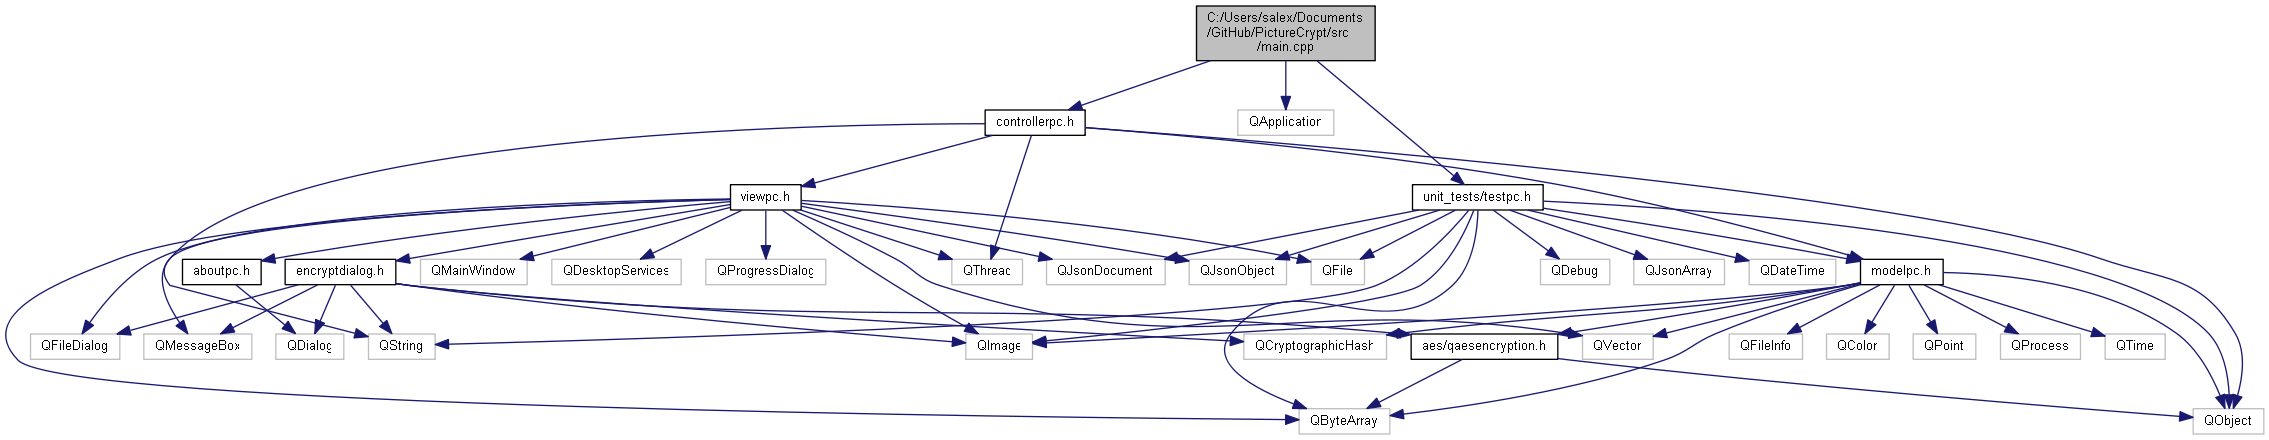 C:/Users/salex/Documents
/GitHub/PictureCrypt/src
/main.cpp
controllerpc.h
QApplication
viewpc.h
unit_tests/testpc.h
aboutpc.h
encryptdialog.h
QMainWindow
QDesktopServices
QProgressDialog
QThread
QJsonDocument
QJsonObject
QFile
QDebug
QJsonArray
QDateTime
modelpc.h
QFileDialog
QMessageBox
QDialog
QString
QImage
QCryptographicHash
aes/qaesencryption.h
QVector
QFileInfo
QColor
QPoint
QProcess
QTime
QByteArray
QObject